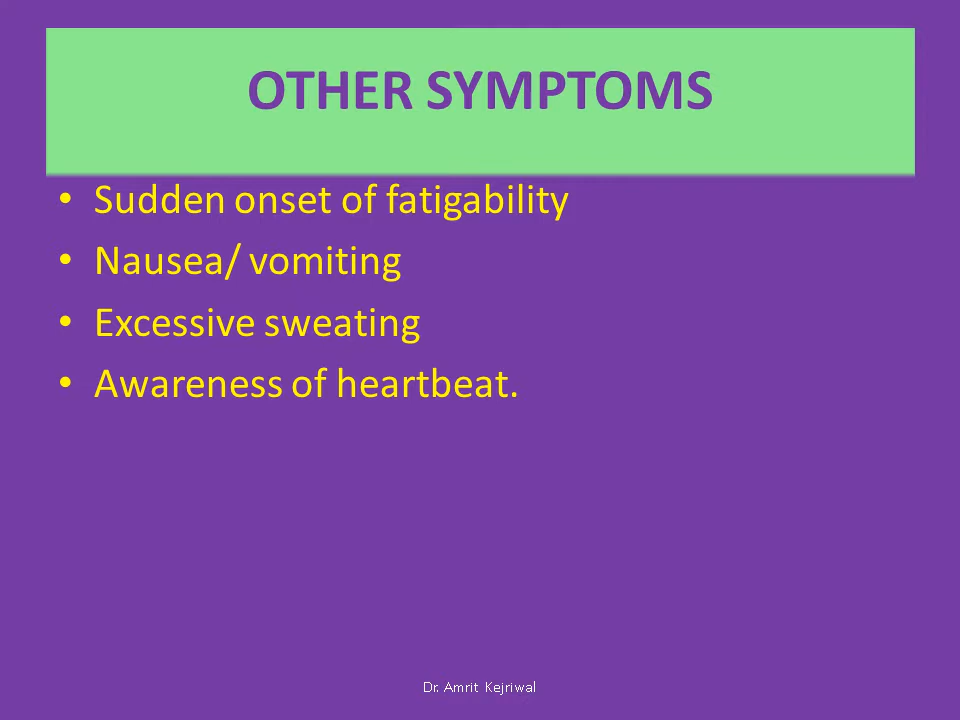 OTHER SYMPTOMS
• Sudden onset of fatigability
• Nausea/ vomiting
• Excessive sweating
• Awareness of heartbeat.
Dr. Amrit Kejriwal